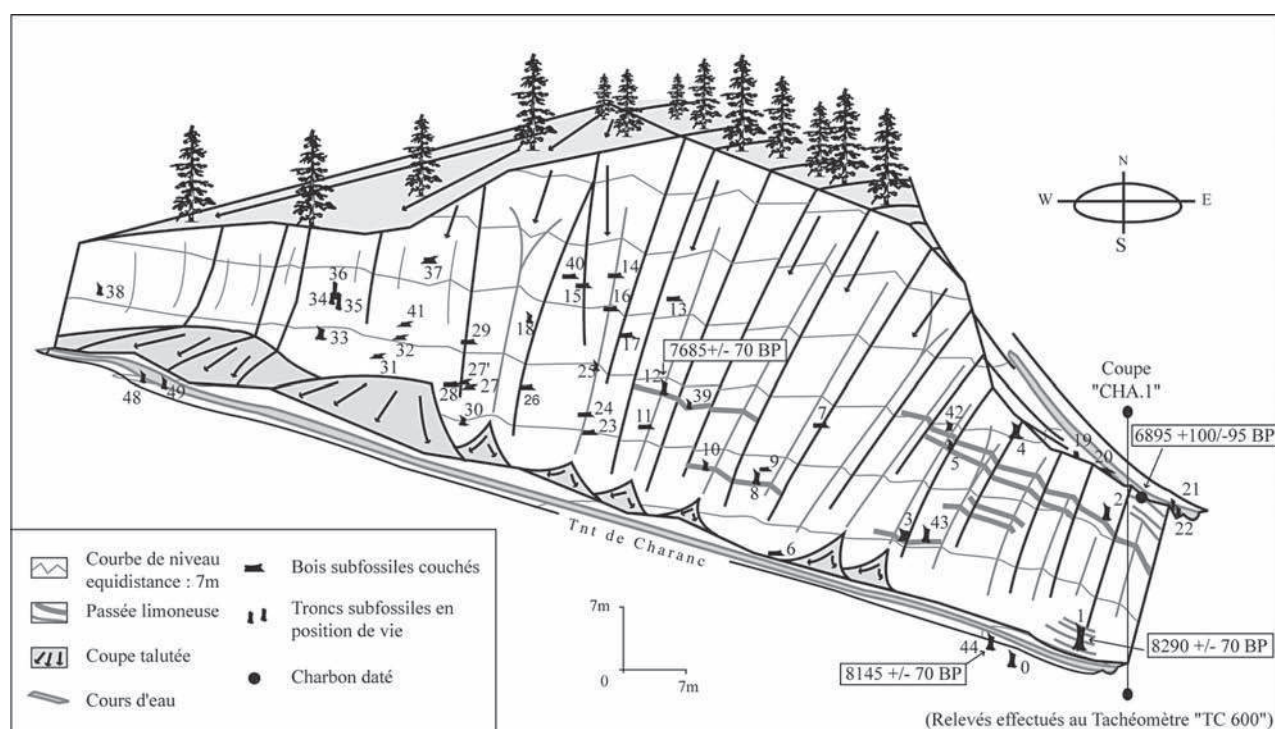 N
W
E
S
36
37
38
34
35
33
41
32
31
29
18
40
15
14
16
13
17
7685+/- 70 BP
28
27'
27
26
25
12
39
30
24
23
11
10
9
8
7
42
5
4
19
20
Coupe
"CHA.1"
6895 +100/-95 BP
21
22
2
3
43
48
49
6
Tnt de Charanc
1
44
0
8290 +/- 70 BP
8145 +/- 70 BP
7m
0
7m
Courbe de niveau
equidistance : 7m
Passée limoneuse
Coupe talutée
Cours d'eau
Bois subfossiles couchés
Troncs subfossiles en
position de vie
Charbon daté
(Relevés effectués au Tachéomètre "TC 600")